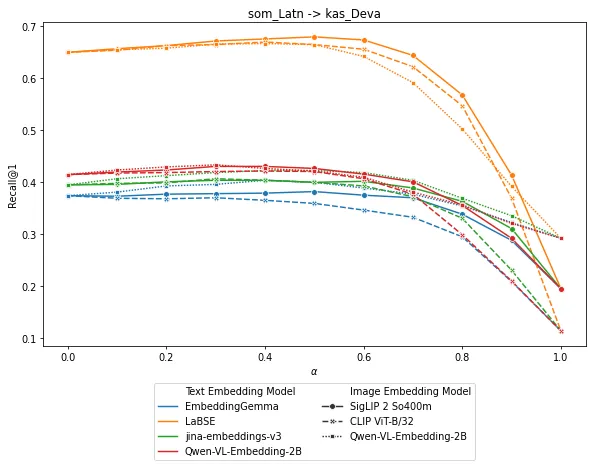 som_Latn -> kas_Deva
0.7
0.6
0.5
0.4
0.3
0.2
0.1
Recall@1
0.0 0.2 0.4 0.6 0.8 1.0
α
Text Embedding Model Image Embedding Model
EmbeddingGemma SigLIP 2 So400m
LaBSE CLIP ViT-B/32
jina-embeddings-v3 Qwen-VL-Embedding-2B
Qwen-VL-Embedding-2B